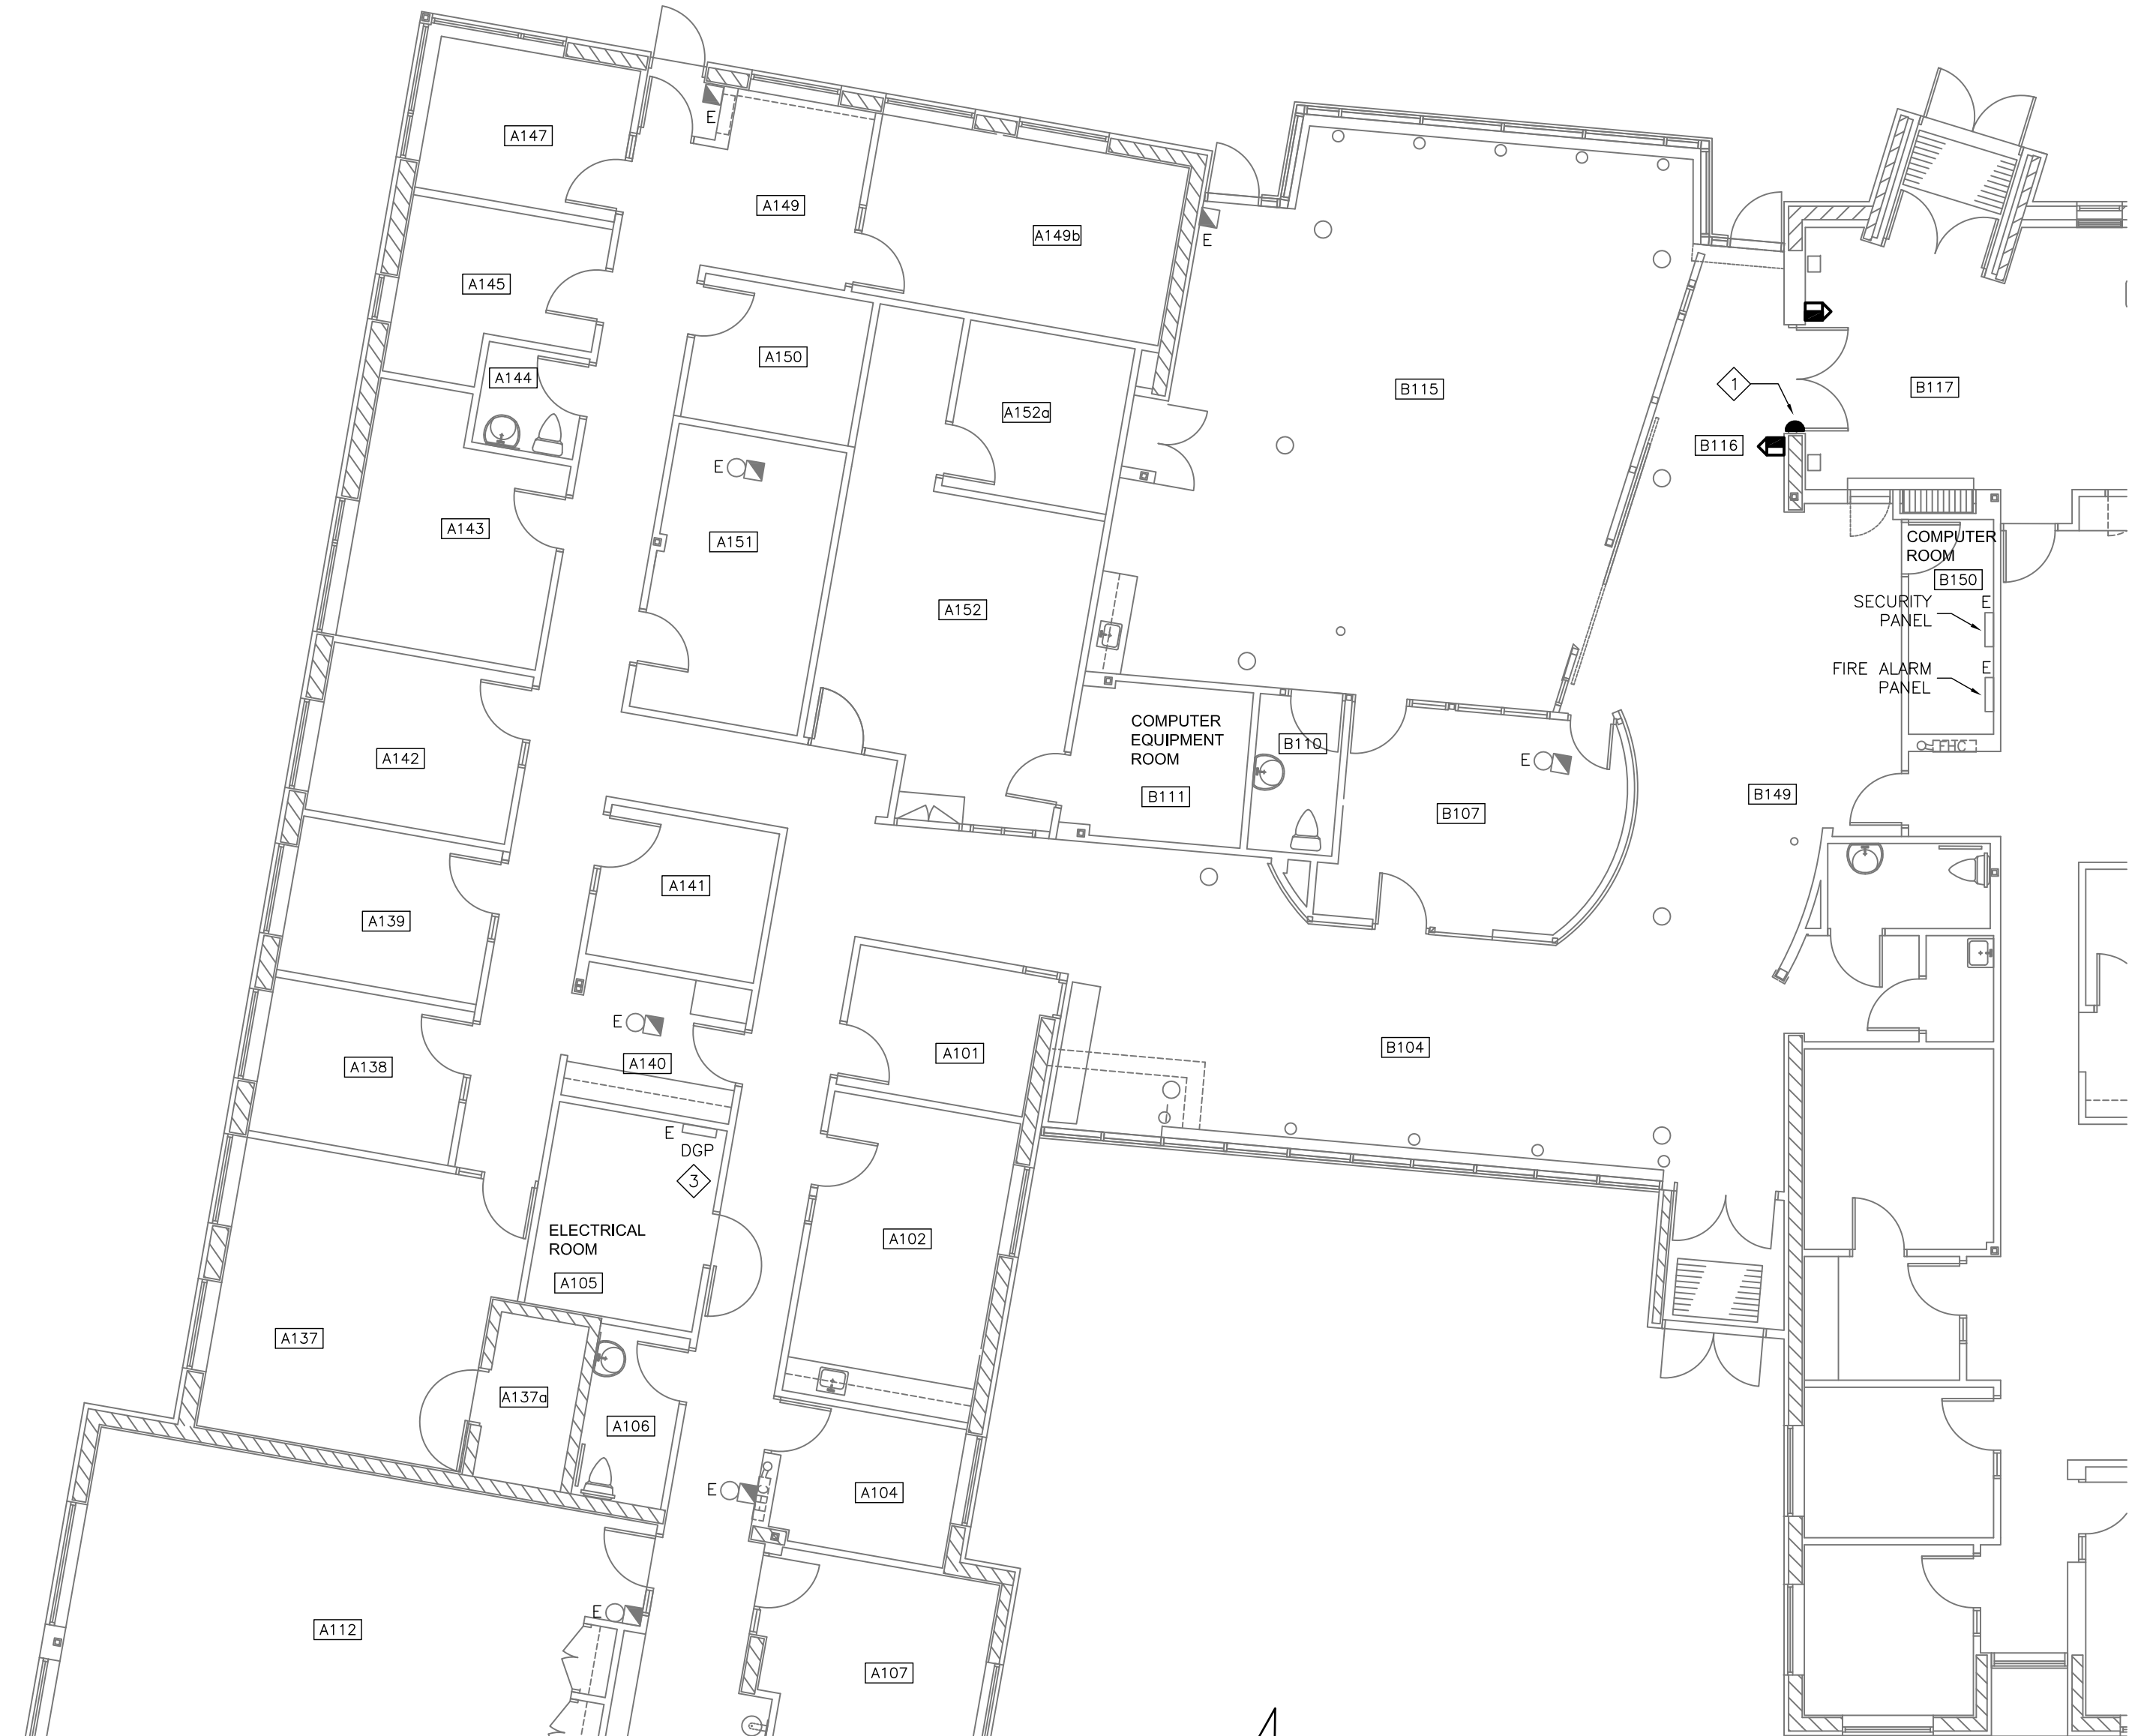 A147
E
A149
A149b
E
A145
A150
A144
A152a
B115
1
B117
B116
E
A143
A151
COMPUTER
ROOM
B150
A152
SECURITY
PANEL
E
FIRE ALARM
PANEL
E
COMPUTER
EQUIPMENT
ROOM
B110
FHC
A142
E
B111
B107
B149
A141
A139
E
A140
A101
B104
A138
E
DGP
3
ELECTRICAL
ROOM
A102
A105
A137
A137a
A106
E
FHC
A104
E
A112
A107